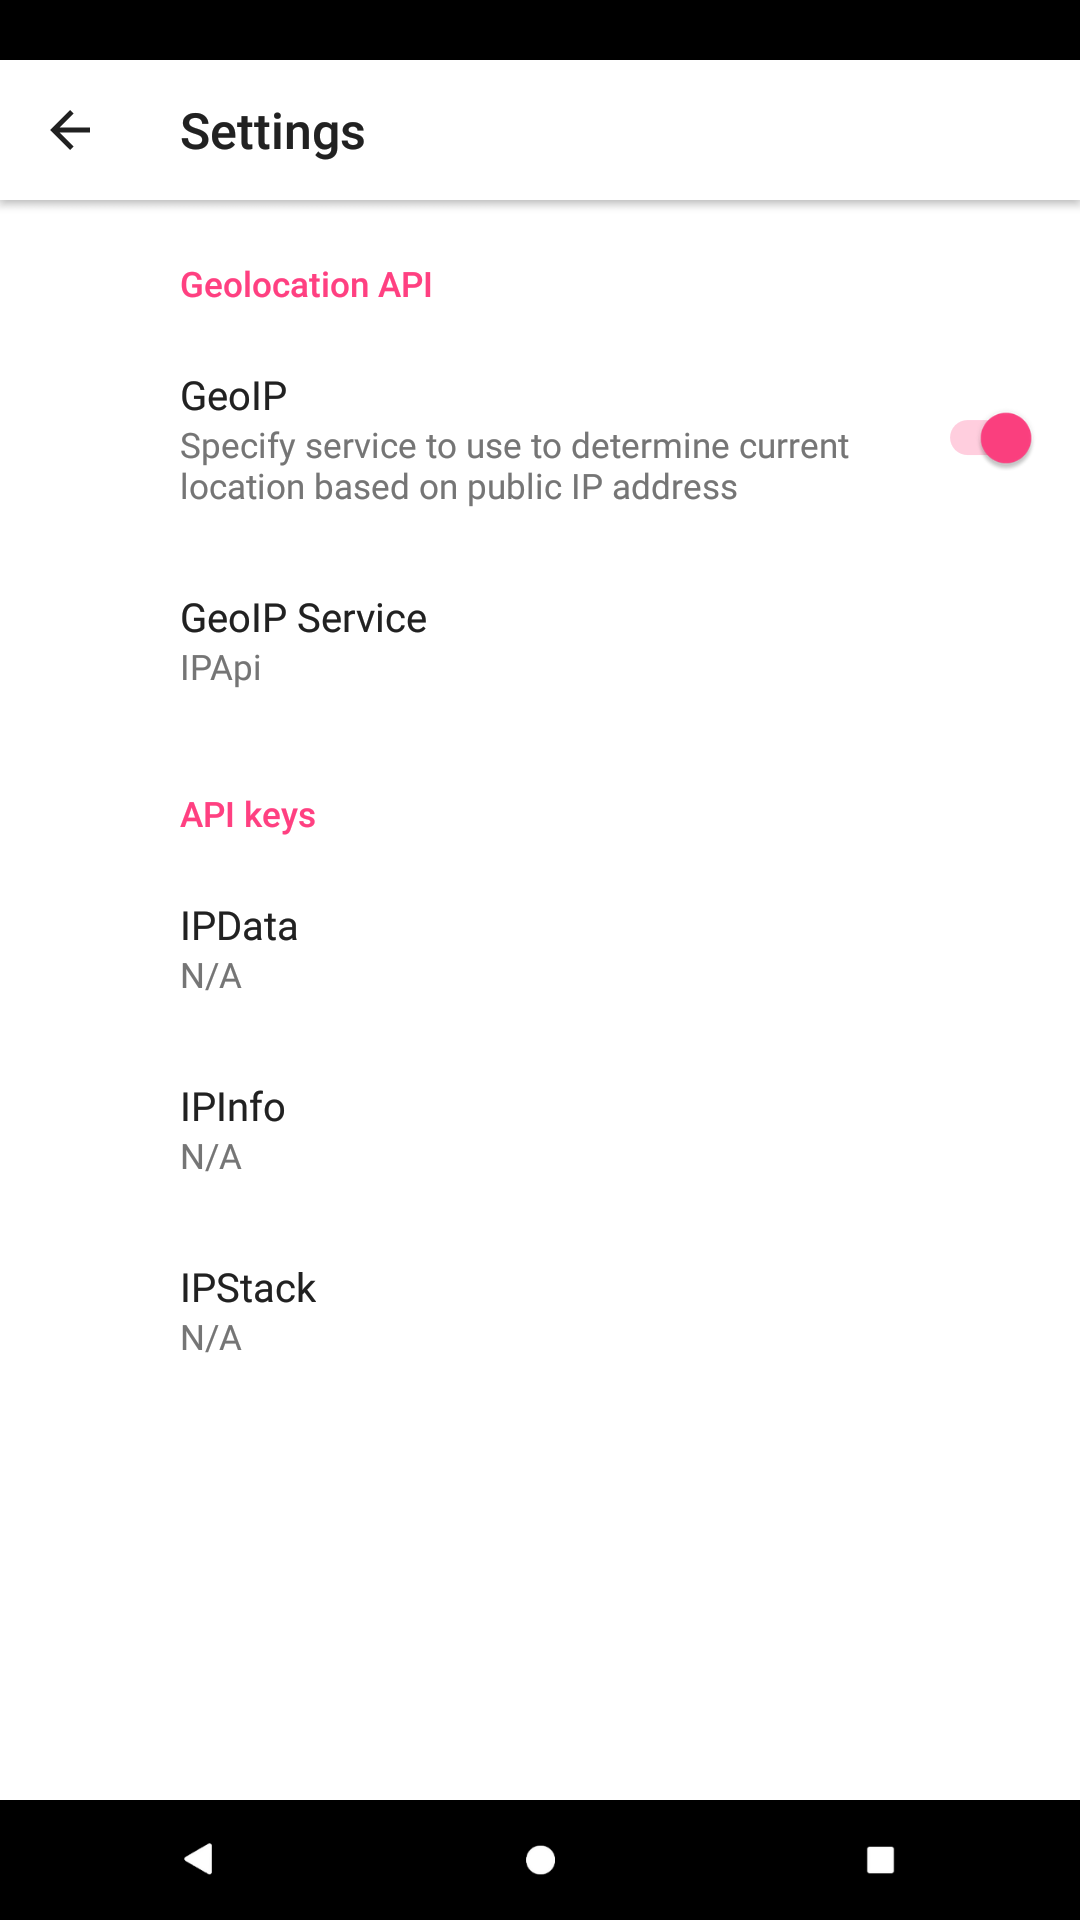 Settings
Geolocation API
GeoIP
Specify service to use to determine current
location based on public IP address
GeoIP Service
IPApi
API keys
IPData
N/A
IPInfo
N/A
IPStack
N/A